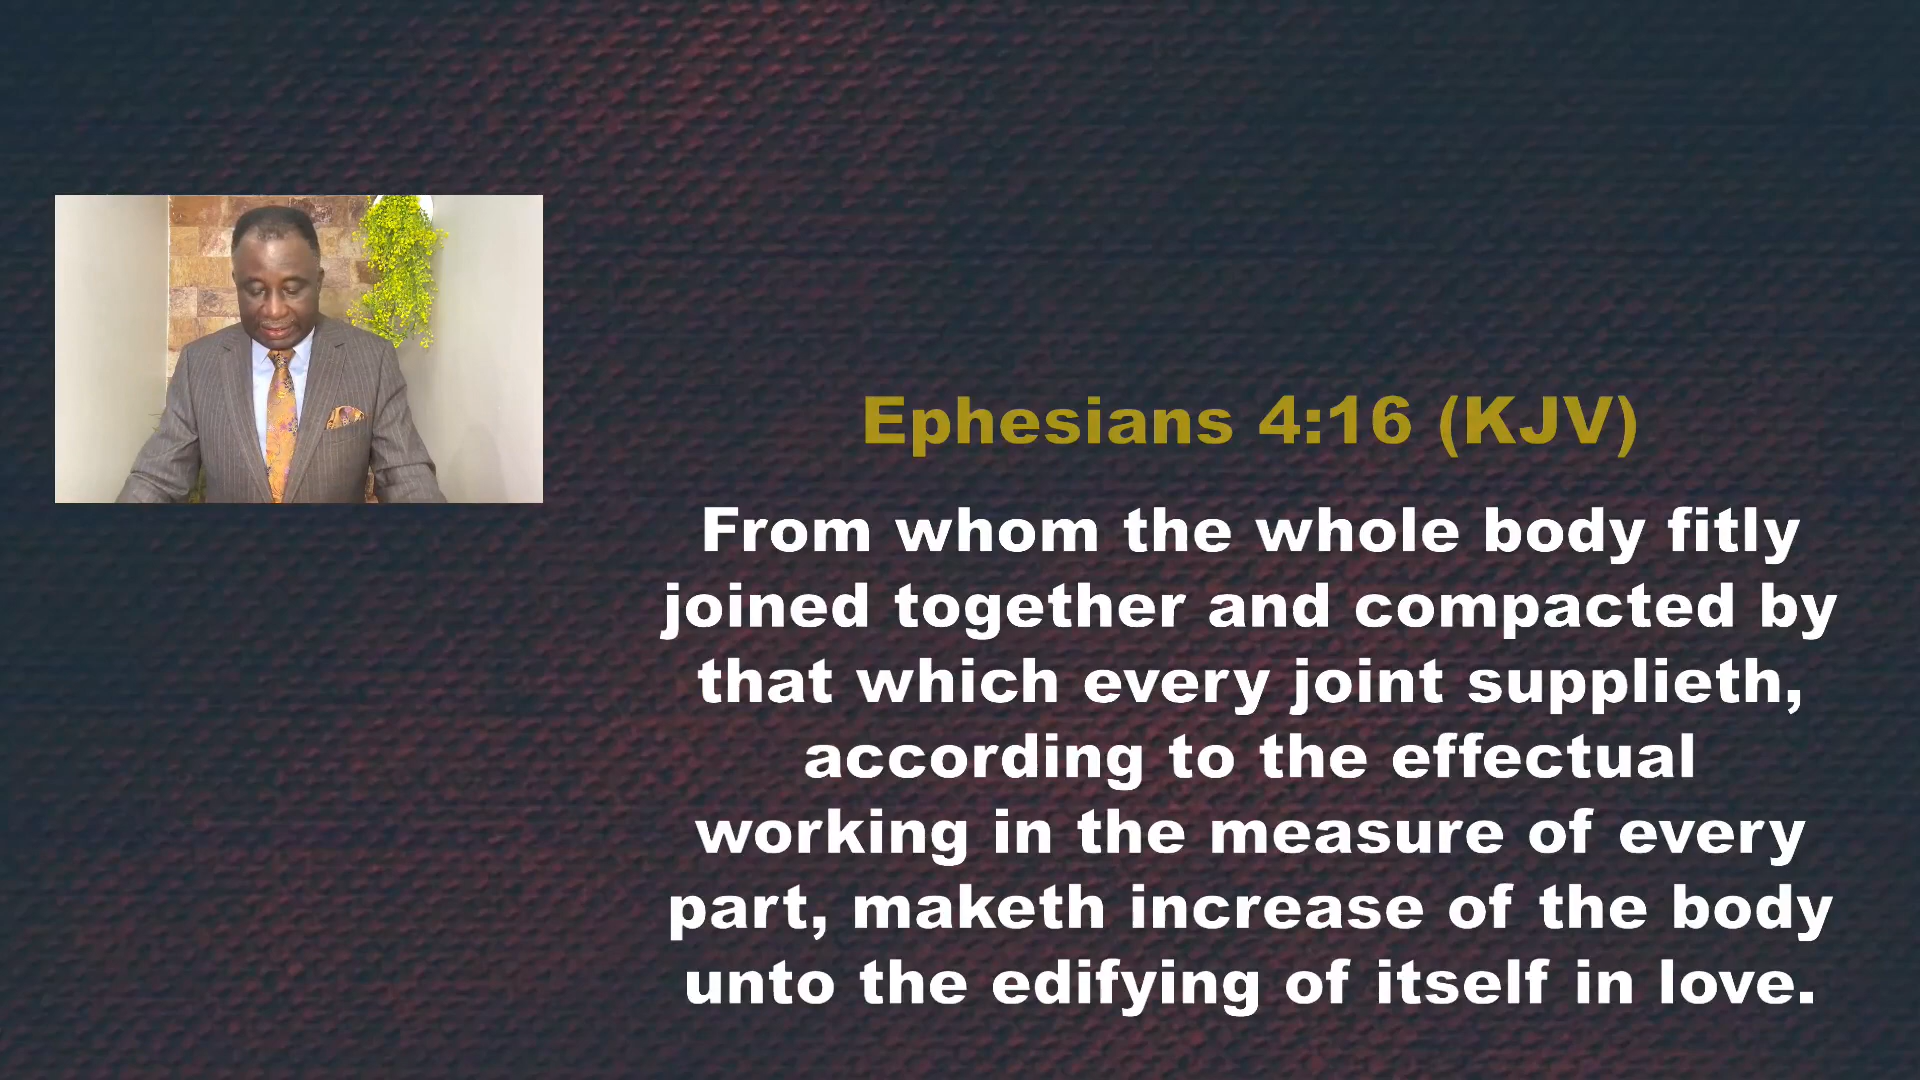 Ephesians 4:16 (KJV)
From whom the whole body fitly
joined together and compacted by
that which every joint supplieth,
according to the effectual
working in the measure of every
part, maketh increase of the body
unto the edifying of itself in love.